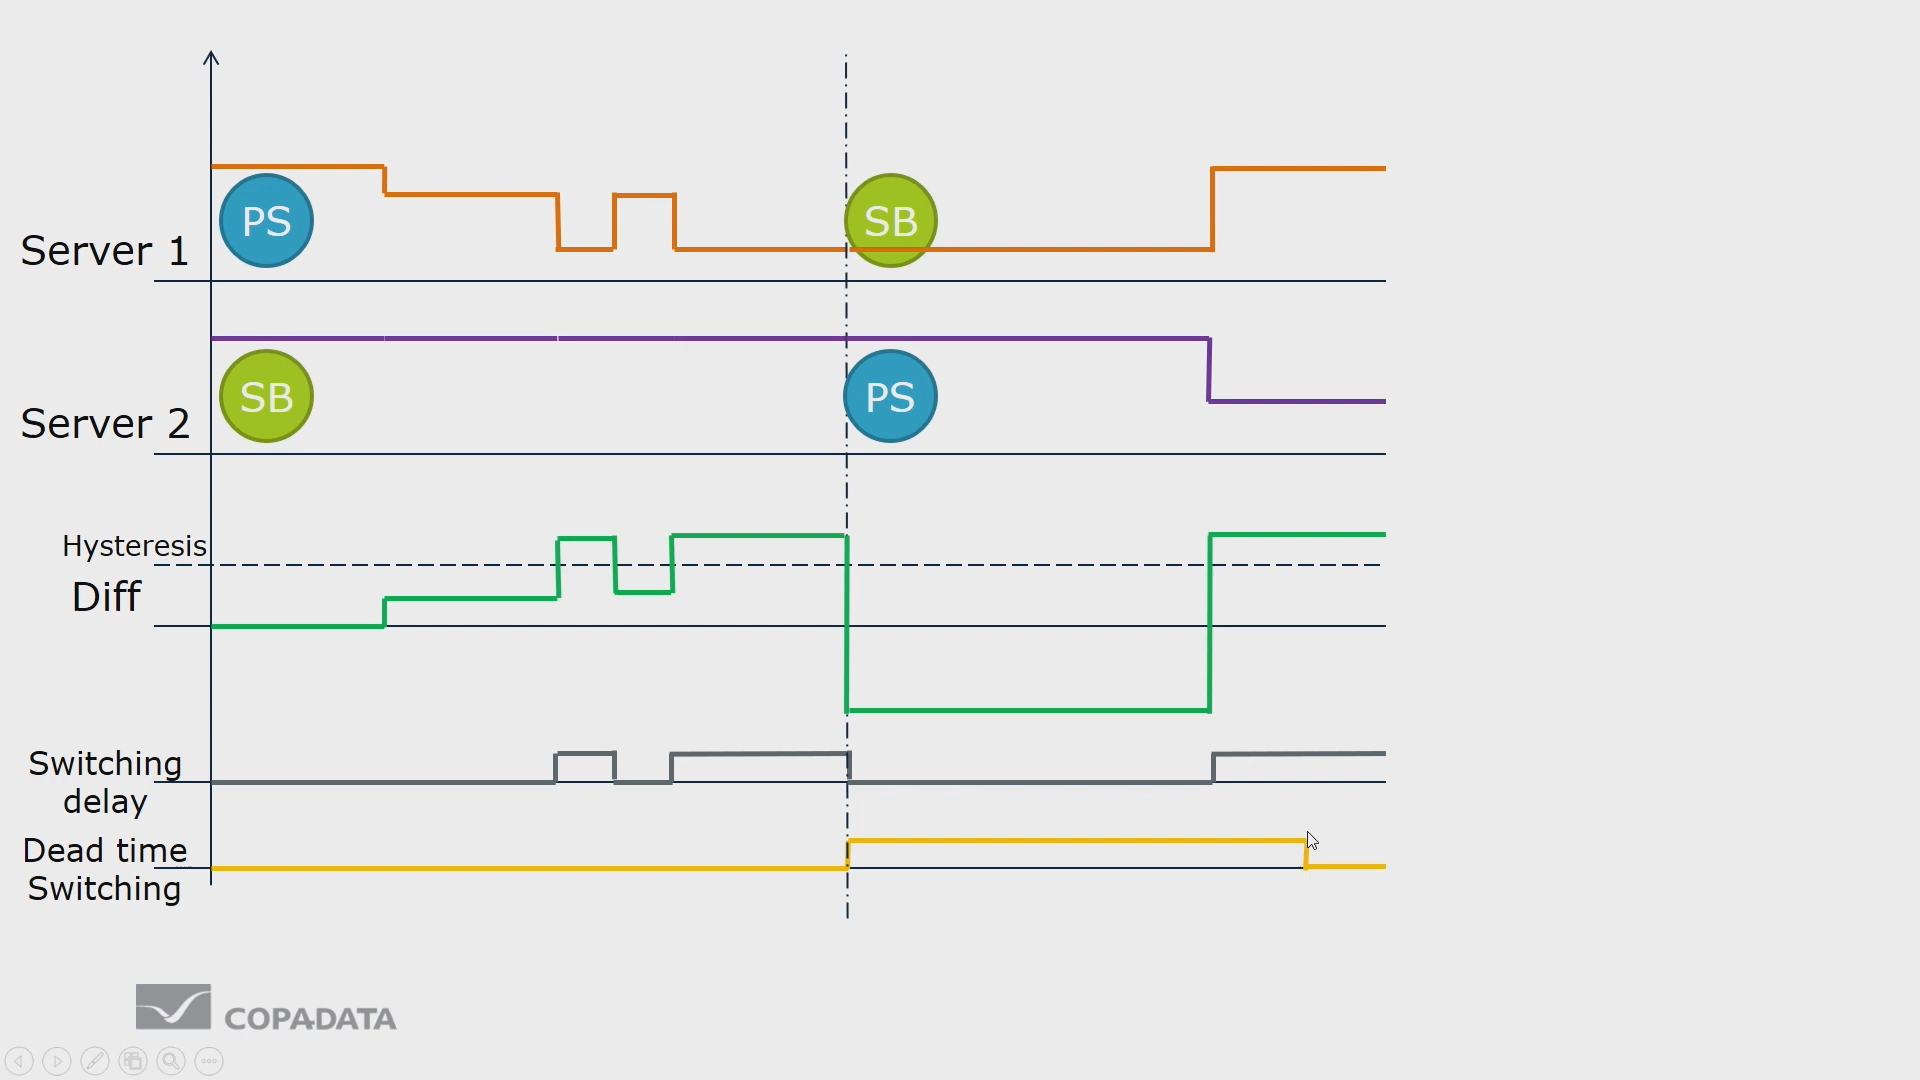 PS
SB
Server 1
SB
PS
Server 2
Hysteresis
Diff
Switching
delay
Dead time
Switching
COPADATA